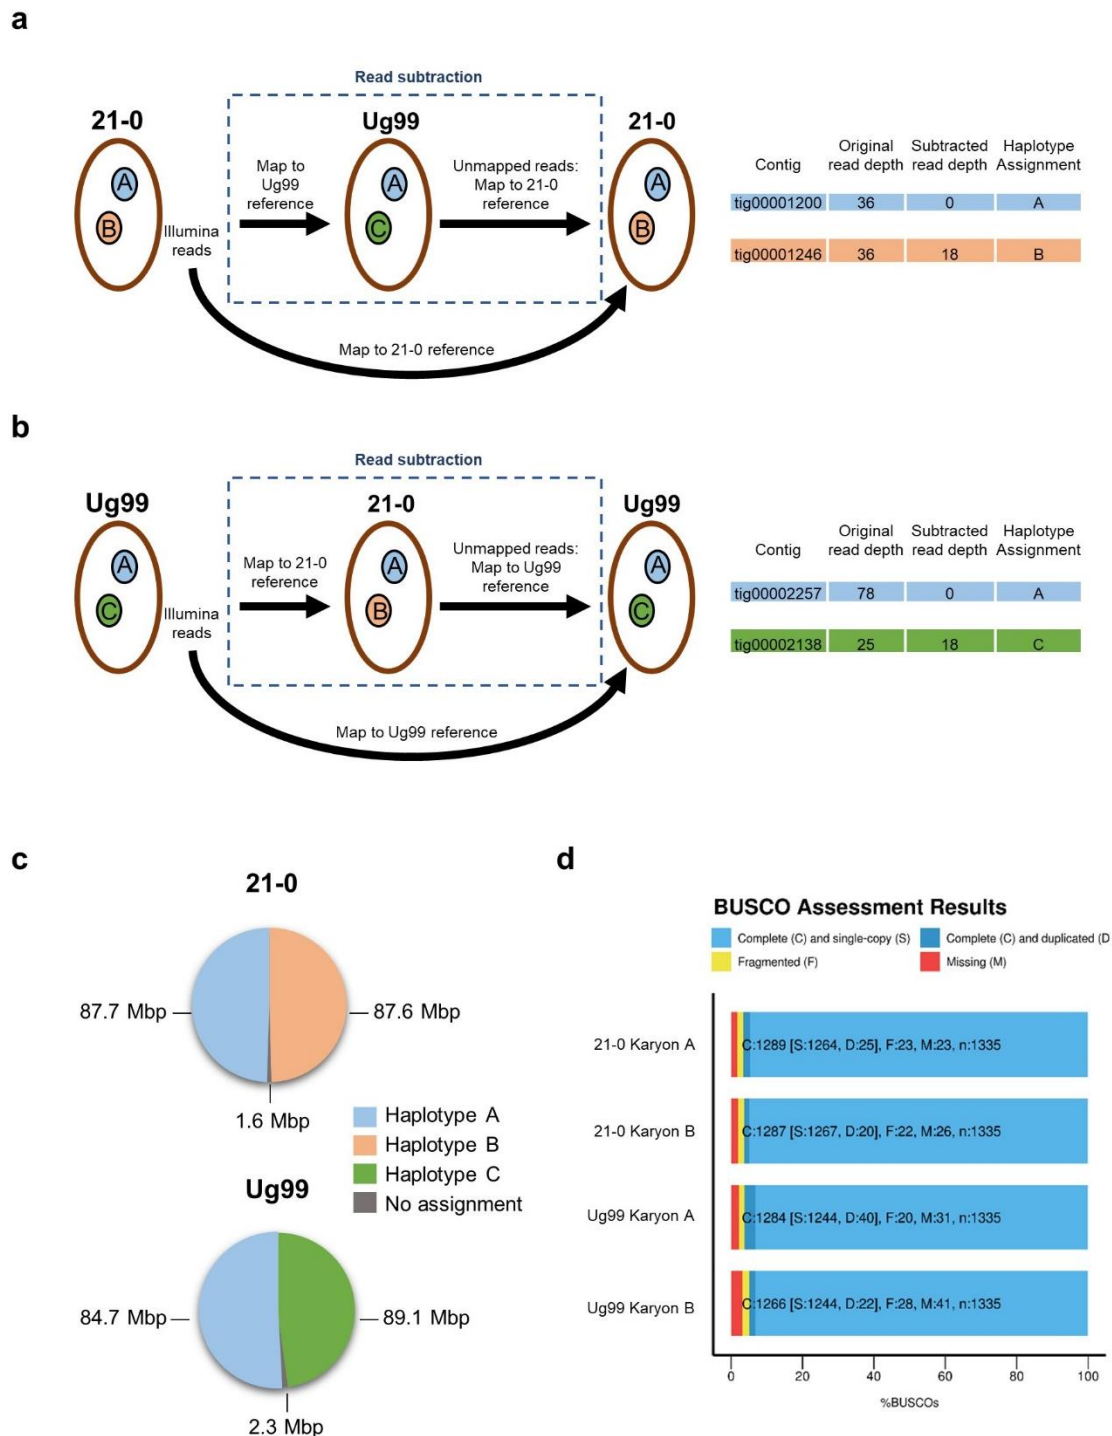 a
Read subtraction
21-0
Ug99
21-0
A
B
Illumina
reads
Map to
Ug99
reference
A
C
Unmapped reads:
Map to 21-0
reference
A
B
Map to 21-0 reference
Contig
Original
read depth
Subtracted
read depth
Haplotype
Assignment
tig00001200 36 0 A
tig00001246 36 18 B
b
Read subtraction
Ug99
21-0
Ug99
A
C
Illumina
reads
Map to 21-0
reference
A
B
Unmapped reads:
Map to Ug99
reference
A
C
Map to Ug99 reference
Contig
Original
read depth
Subtracted
read depth
Haplotype
Assignment
tig00002257 78 0 A
tig00002138 25 18 C
c
21-0
87.7 Mbp
87.6 Mbp
1.6 Mbp
Haplotype A
Haplotype B
Haplotype C
No assignment
Ug99
84.7 Mbp
89.1 Mbp
2.3 Mbp
d
BUSCO Assessment Results
Complete (C) and single-copy (S)
Complete (C) and duplicated (D
Fragmented (F)
Missing (M)
21-0 Karyon A
C:1289 [S:1264, D:25], F:23, M:23, n:1335
21-0 Karyon B
C:1287 [S:1267, D:20], F:22, M:26, n:1335
Ug99 Karyon A
C:1284 [S:1244, D:40], F:20, M:31, n:1335
Ug99 Karyon B
C:1266 [S:1244, D:22], F:28, M:41, n:1335
0 20 40 60 80 100
%BUSCOs